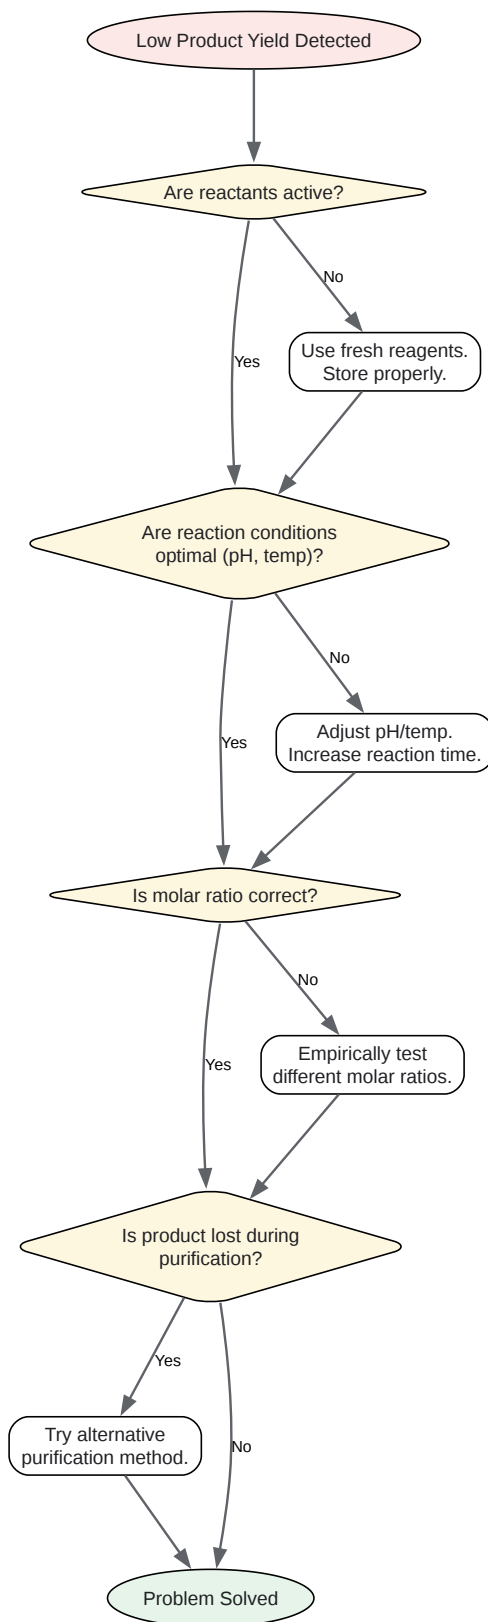 Low Product Yield Detected
Are reactants active?
No
Yes
Use fresh reagents.
Store properly.
Are reaction conditions
optimal (pH, temp)?
No
Yes
Adjust pH/temp.
Increase reaction time.
Is molar ratio correct?
No
Yes
Empirically test
different molar ratios.
Is product lost during
purification?
Yes
Try alternative
purification method.
No
Problem Solved